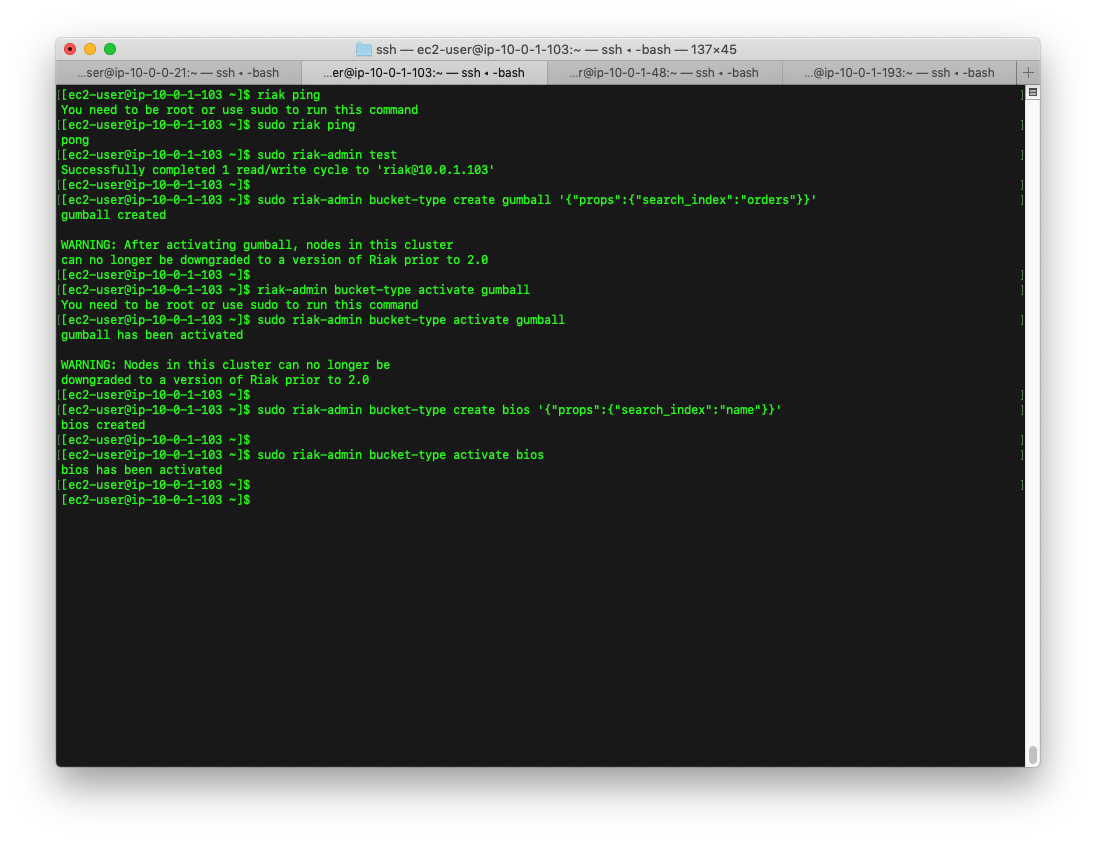 ssh — ec2-user@ip-10-0-1-103:~ — ssh ◂ -bash — 137×45
...ser@ip-10-0-0-21:~ — ssh ◂ -bash ...er@ip-10-0-1-103:~ — ssh ◂ -bash ...r@ip-10-0-1-48:~ — ssh ◂ -bash ...@ip-10-0-1-193:~ — ssh ◂ -bash +
[[ec2-user@ip-10-0-1-103 ~]$ riak ping ]
You need to be root or use sudo to run this command
[[ec2-user@ip-10-0-1-103 ~]$ sudo riak ping ]
pong
[[ec2-user@ip-10-0-1-103 ~]$ sudo riak-admin test ]
Successfully completed 1 read/write cycle to 'riak@10.0.1.103'
[[ec2-user@ip-10-0-1-103 ~]$ ]
[[ec2-user@ip-10-0-1-103 ~]$ sudo riak-admin bucket-type create gumball '{"props":{"search_index":"orders"}}' ]
gumball created
WARNING: After activating gumball, nodes in this cluster
can no longer be downgraded to a version of Riak prior to 2.0
[[ec2-user@ip-10-0-1-103 ~]$ ]
[[ec2-user@ip-10-0-1-103 ~]$ riak-admin bucket-type activate gumball ]
You need to be root or use sudo to run this command
[[ec2-user@ip-10-0-1-103 ~]$ sudo riak-admin bucket-type activate gumball ]
gumball has been activated
WARNING: Nodes in this cluster can no longer be
downgraded to a version of Riak prior to 2.0
[[ec2-user@ip-10-0-1-103 ~]$ ]
[[ec2-user@ip-10-0-1-103 ~]$ sudo riak-admin bucket-type create bios '{"props":{"search_index":"name"}}' ]
bios created
[[ec2-user@ip-10-0-1-103 ~]$ ]
[[ec2-user@ip-10-0-1-103 ~]$ sudo riak-admin bucket-type activate bios ]
bios has been activated
[[ec2-user@ip-10-0-1-103 ~]$ ]
[ec2-user@ip-10-0-1-103 ~]$